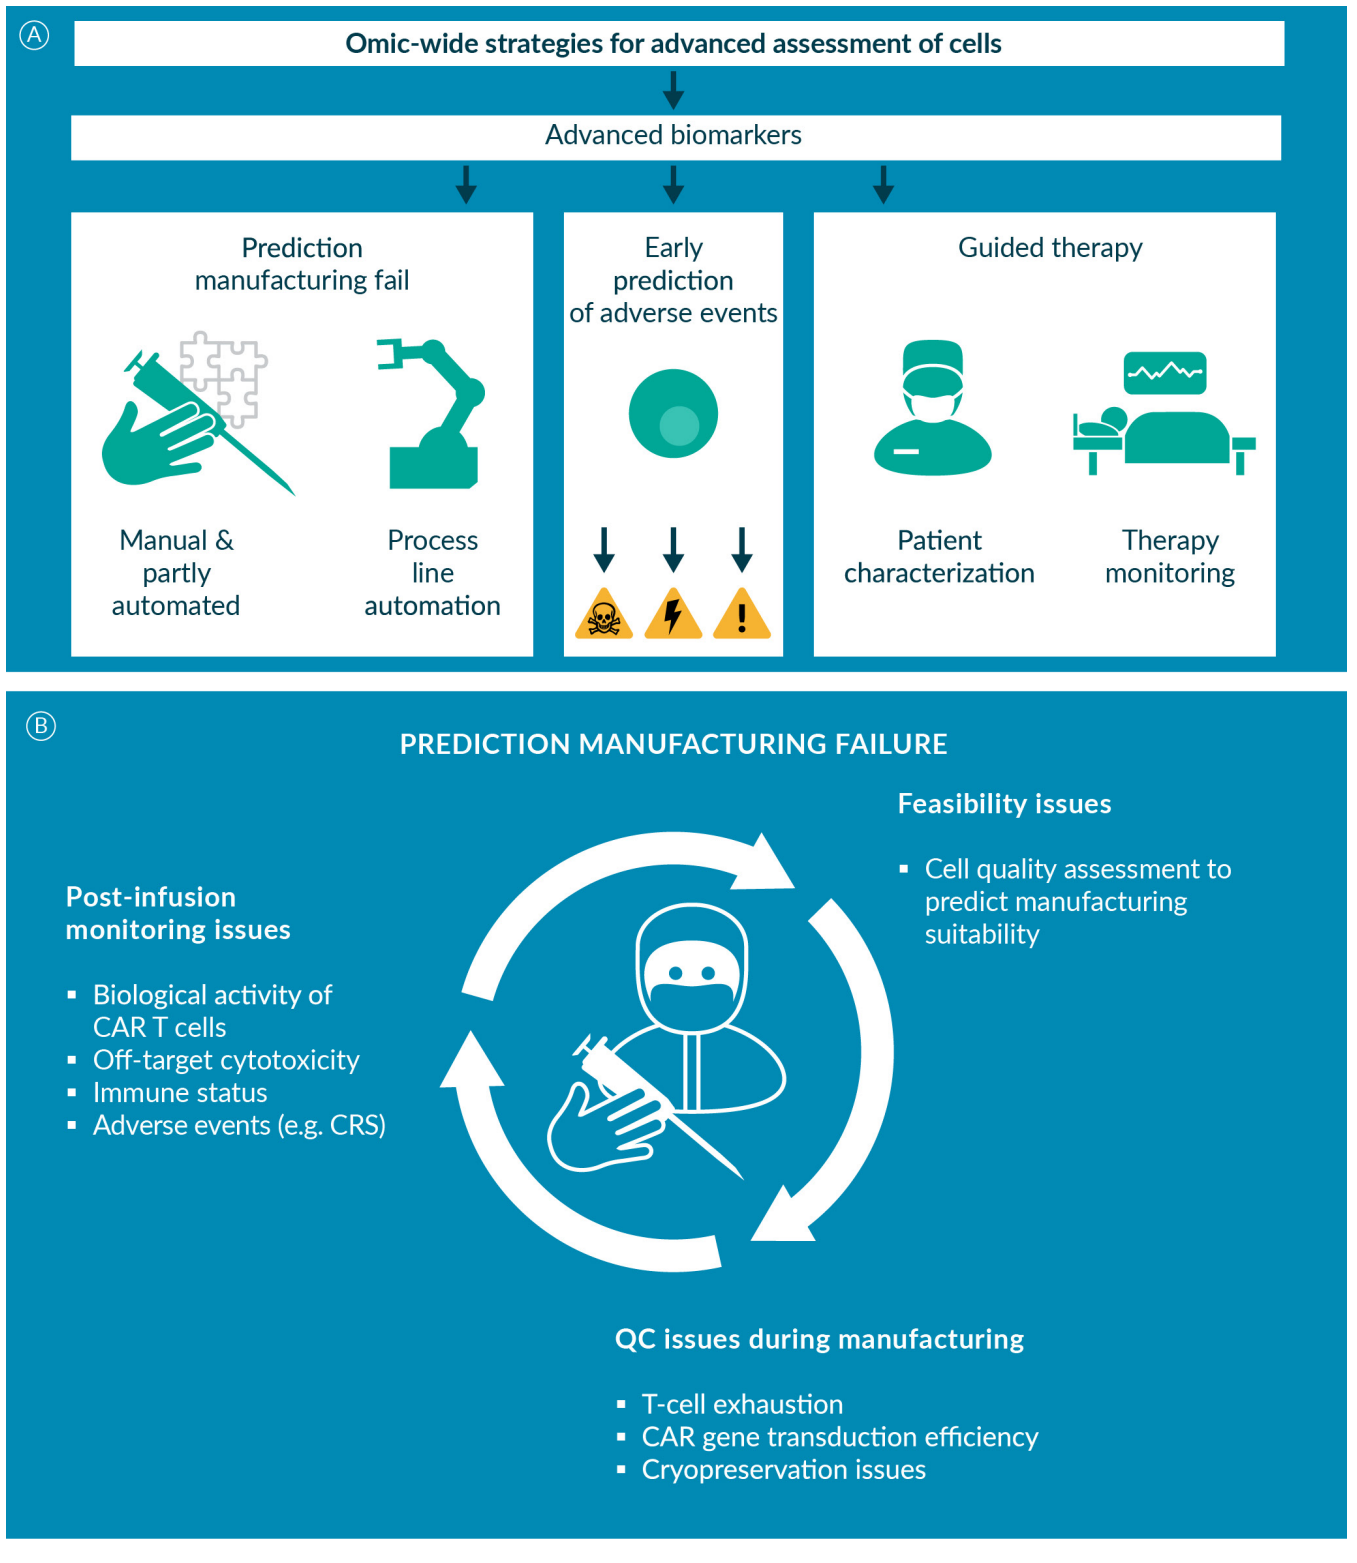 A
Omic-wide strategies for advanced assessment of cells
Advanced biomarkers
Prediction
manufacturing fail
Manual &
partly
automated
Process
line
automation
Early
prediction
of adverse events
!
Guided therapy
Patient
characterization
Therapy
monitoring
B
PREDICTION MANUFACTURING FAILURE
Feasibility issues
▪ Cell quality assessment to
predict manufacturing
suitability
Post-infusion
monitoring issues
▪ Biological activity of
CAR T cells
▪ Off-target cytotoxicity
▪ Immune status
▪ Adverse events (e.g. CRS)
QC issues during manufacturing
▪ T-cell exhaustion
▪ CAR gene transduction efficiency
▪ Cryopreservation issues